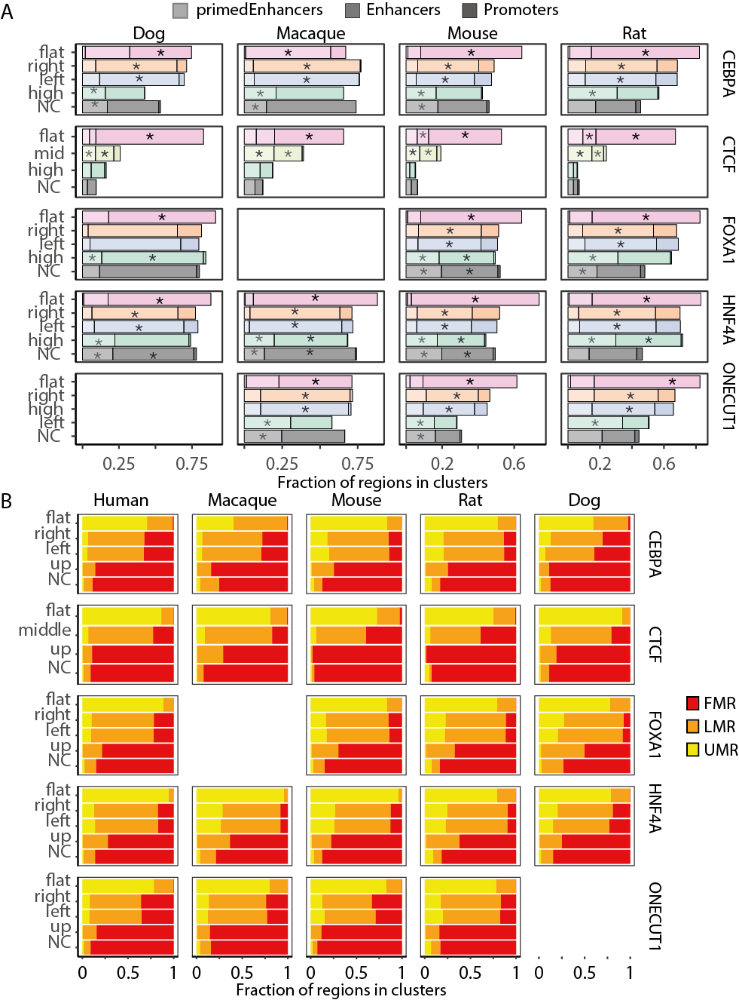 A
primedEnhancers Enhancers Promoters
Dog Macaque Mouse Rat
flat
right
left
high
NC
CEBPA
* * * *
* * * *
* * * *
* * * *
* * * *
flat
mid
high
NC
CTCF
* * * * * *
* * * * * * * *
flat
right
left
high
NC
FOXA1
* * *
* *
* *
* * * * *
* * *
flat
right
left
high
NC
HNF4A
* * * *
* * * *
* * * *
* * * * * * *
* * * * * *
flat
right
high
left
NC
ONECUT1
* * *
* * *
* * *
* * *
* *
0.25 0.75 0.25 0.75 0.2 0.6 0.2 0.6
Fraction of regions in clusters
B
Human Macaque Mouse Rat Dog
flat
right
left
up
NC
CEBPA
flat
middle
up
NC
CTCF
flat
right
left
up
NC
FOXA1
FMR
LMR
UMR
flat
right
left
up
NC
HNF4A
flat
right
left
up
NC
ONECUT1
0 0.5 1 0 0.5 1 0 0.5 1 0 0.5 1 0 0.5 1
Fraction of regions in clusters